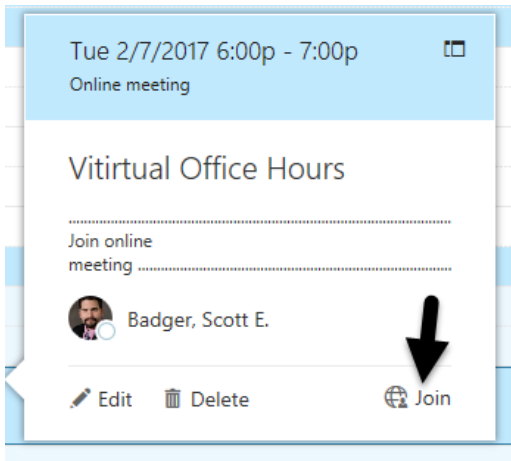 Tue 2/7/2017 6:00p - 7:00p
Online meeting
Vitirtual Office Hours
................................................................................
Join online
meeting ................................................................................
Badger, Scott E.
Edit Delete Join